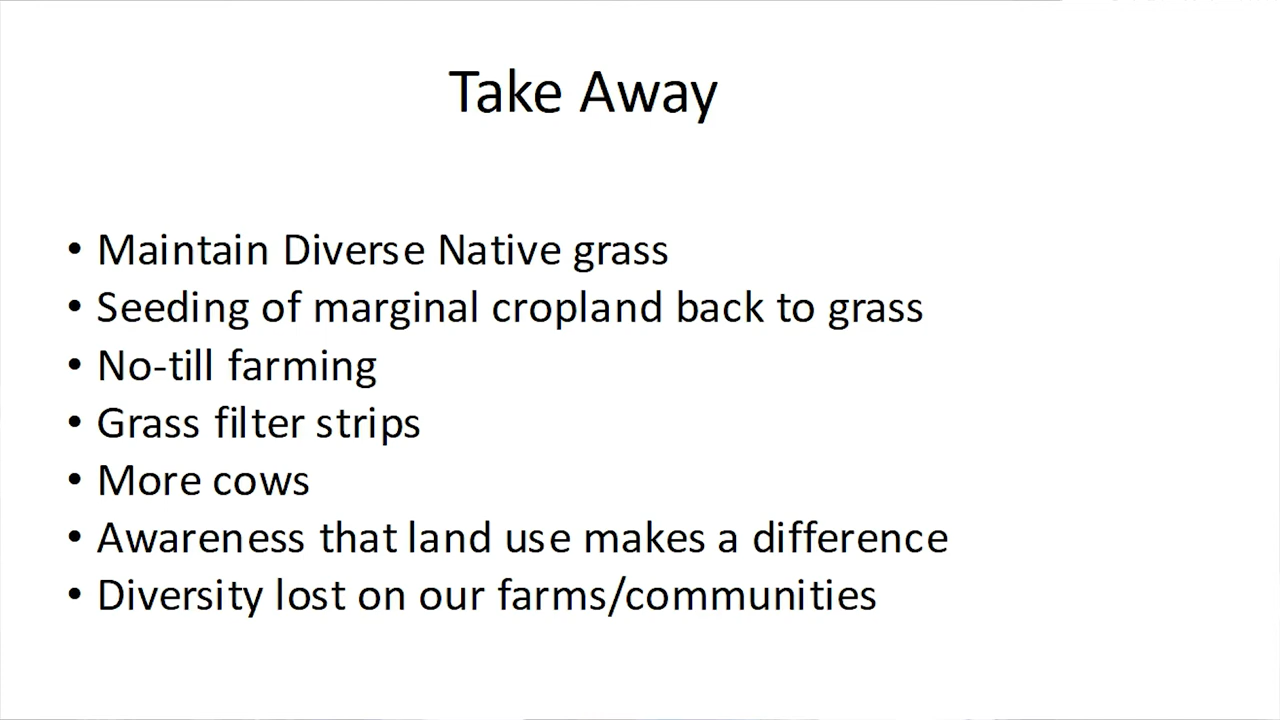 Take Away
• Maintain Diverse Native grass
• Seeding of marginal cropland back to grass
• No-till farming
• Grass filter strips
• More cows
• Awareness that land use makes a difference
• Diversity lost on our farms/communities